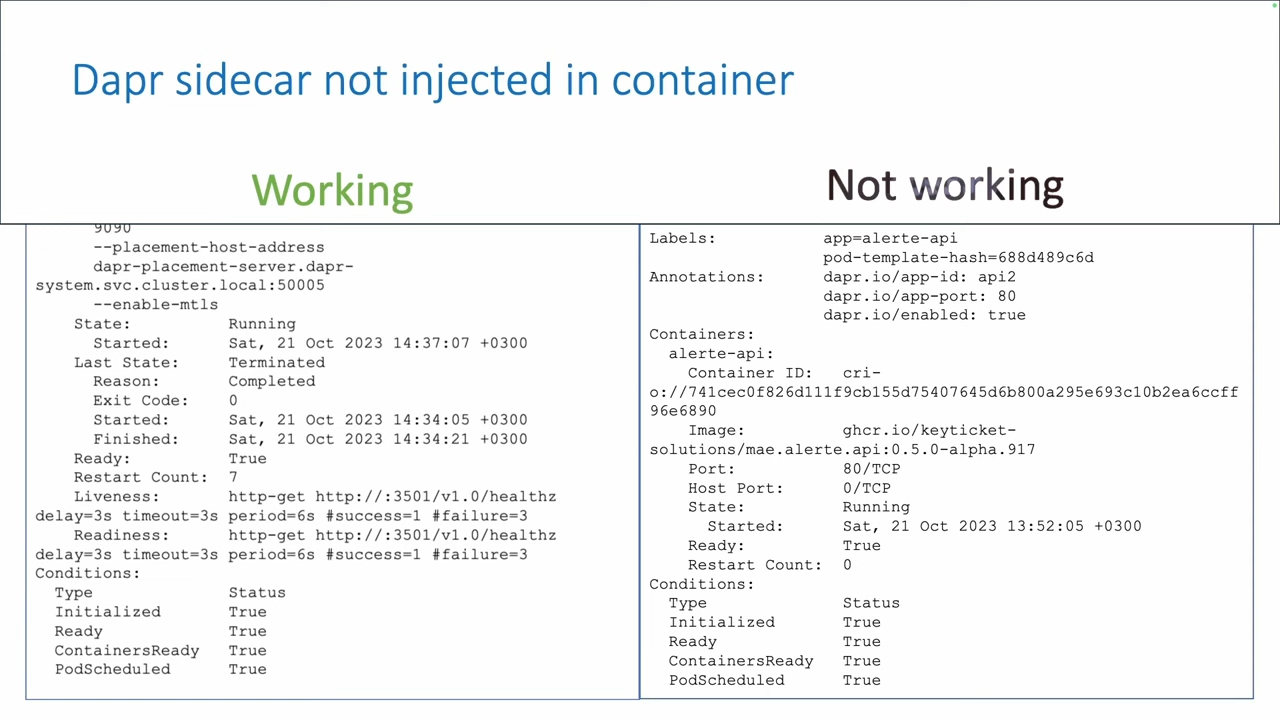 Dapr sidecar not injected in container
Working
9090
--placement-host-address
dapr-placement-server.dapr-
system.svc.cluster.local:50005
--enable-mtls
State: Running
Started: Sat, 21 Oct 2023 14:37:07 +0300
Last State: Terminated
Reason: Completed
Exit Code: 0
Started: Sat, 21 Oct 2023 14:34:05 +0300
Finished: Sat, 21 Oct 2023 14:34:21 +0300
Ready: True
Restart Count: 7
Liveness: http-get http://:3501/v1.0/healthz
delay=3s timeout=3s period=6s #success=1 #failure=3
Readiness: http-get http://:3501/v1.0/healthz
delay=3s timeout=3s period=6s #success=1 #failure=3
Conditions:
Type Status
Initialized True
Ready True
ContainersReady True
PodScheduled True
Not working
Labels: app=alerte-api
pod-template-hash=688d489c6d
Annotations: dapr.io/app-id: api2
dapr.io/app-port: 80
dapr.io/enabled: true
Containers:
alerte-api:
Container ID: cri-
o://741cec0f826d111f9cb155d75407645d6b800a295e693c10b2ea6ccff
96e6890
Image: ghcr.io/keyticket-
solutions/mae.alerte.api:0.5.0-alpha.917
Port: 80/TCP
Host Port: 0/TCP
State: Running
Started: Sat, 21 Oct 2023 13:52:05 +0300
Ready: True
Restart Count: 0
Conditions:
Type Status
Initialized True
Ready True
ContainersReady True
PodScheduled True